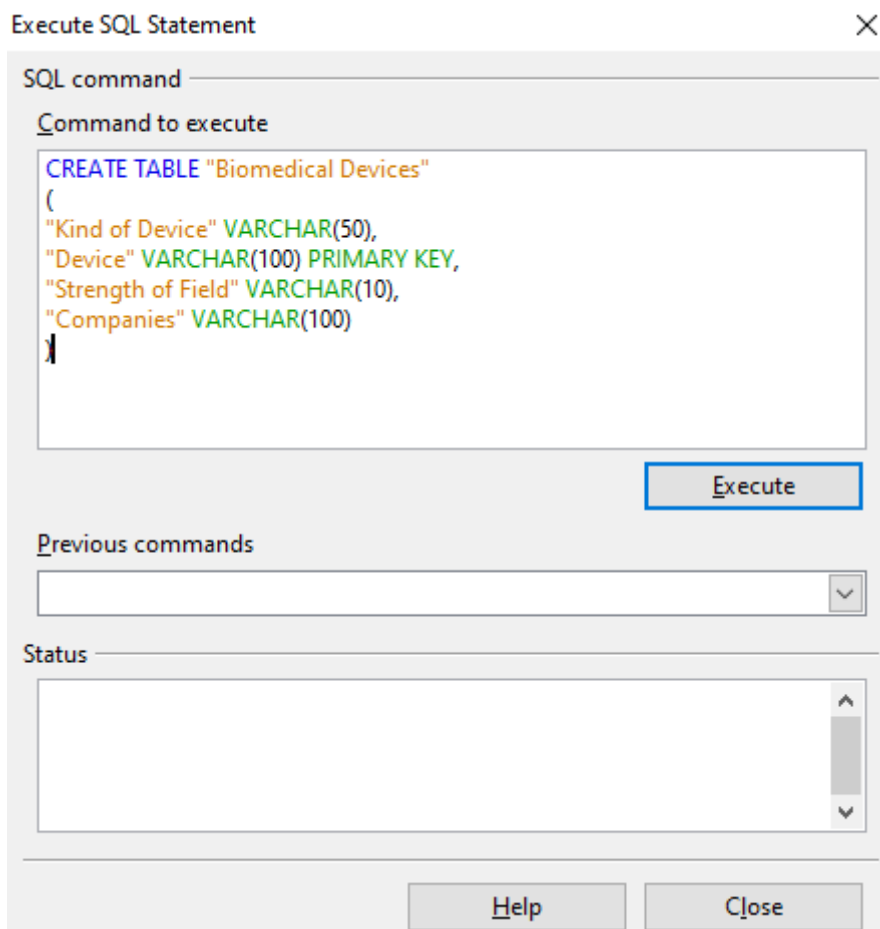 Execute SQL Statement
SQL command
Command to execute
CREATE TABLE "Biomedical Devices"
(
"Kind of Device" VARCHAR(50),
"Device" VARCHAR(100) PRIMARY KEY,
"Strength of Field" VARCHAR(10),
"Companies" VARCHAR(100)
)
Execute
Previous commands
Status
Help
Close